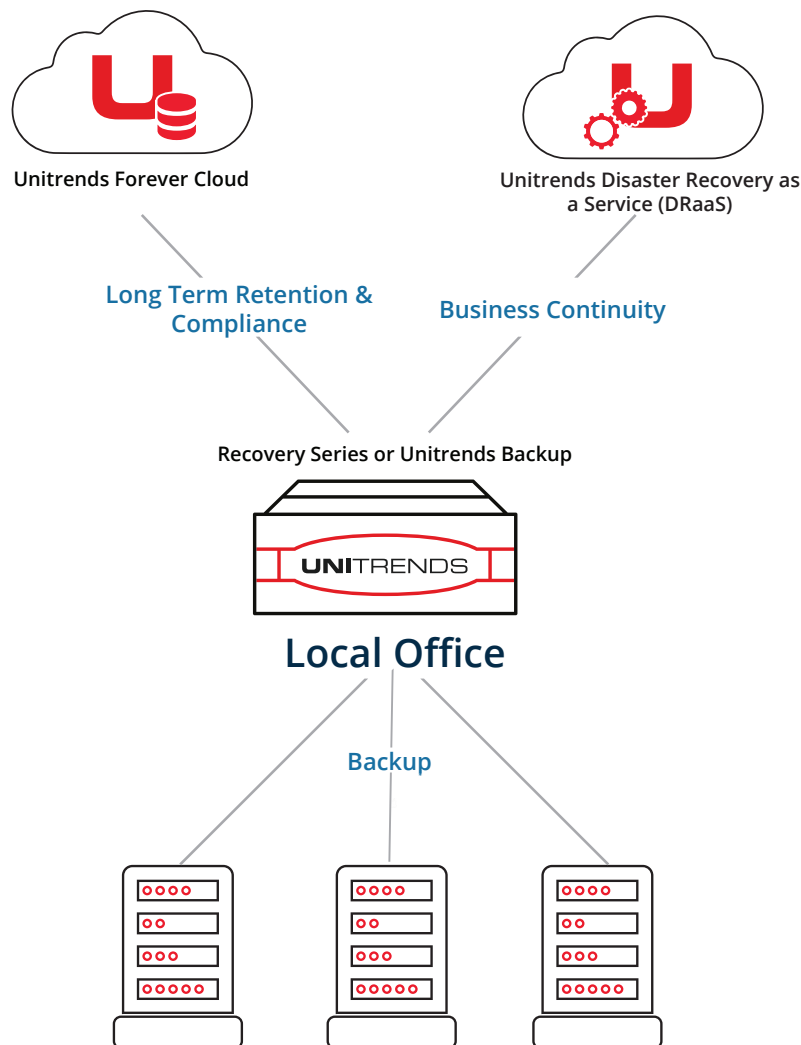 Unitrends Forever Cloud
Unitrends Disaster Recovery as
a Service (DRaaS)
Long Term Retention &
Compliance
Business Continuity
Recovery Series or Unitrends Backup
UNITRENDS
Local Office
Backup